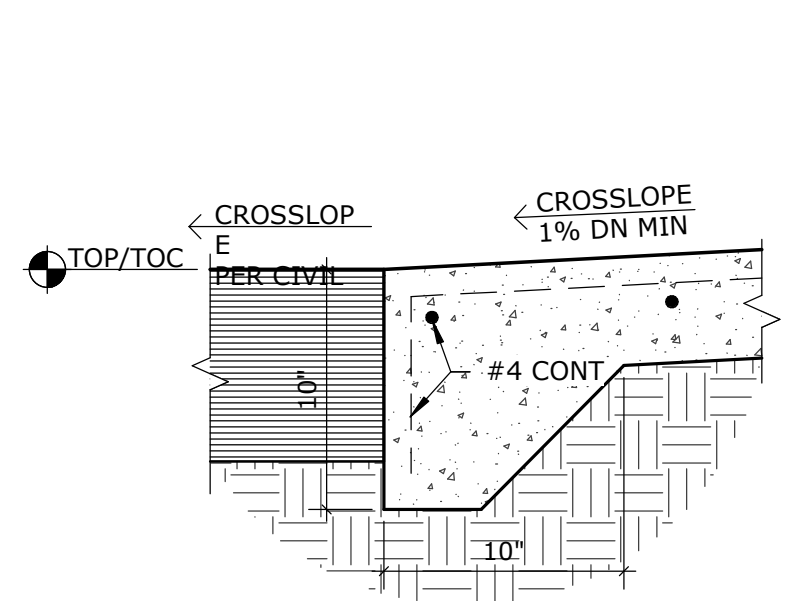 CROSSLOP
E
PER CIVIL
CROSSLOPE
1% DN MIN
TOP/TOC
10"
#4 CONT
10"